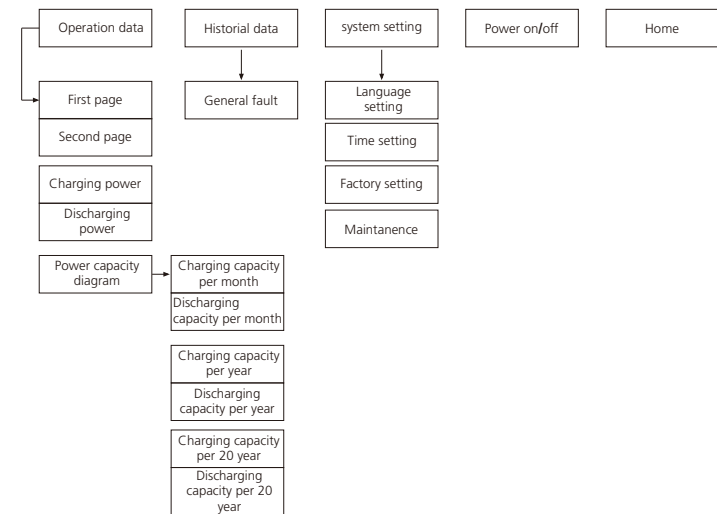 Operation data
Historial data
system setting
Power on/off
Home
First page
Second page
Charging power
Discharging
power
Power capacity
diagram
General fault
Language
setting
Time setting
Factory setting
Maintanence
Charging capacity
per month
Discharging
capacity per month
Charging capacity
per year
Discharging
capacity per year
Charging capacity
per 20 year
Discharging
capacity per 20
year